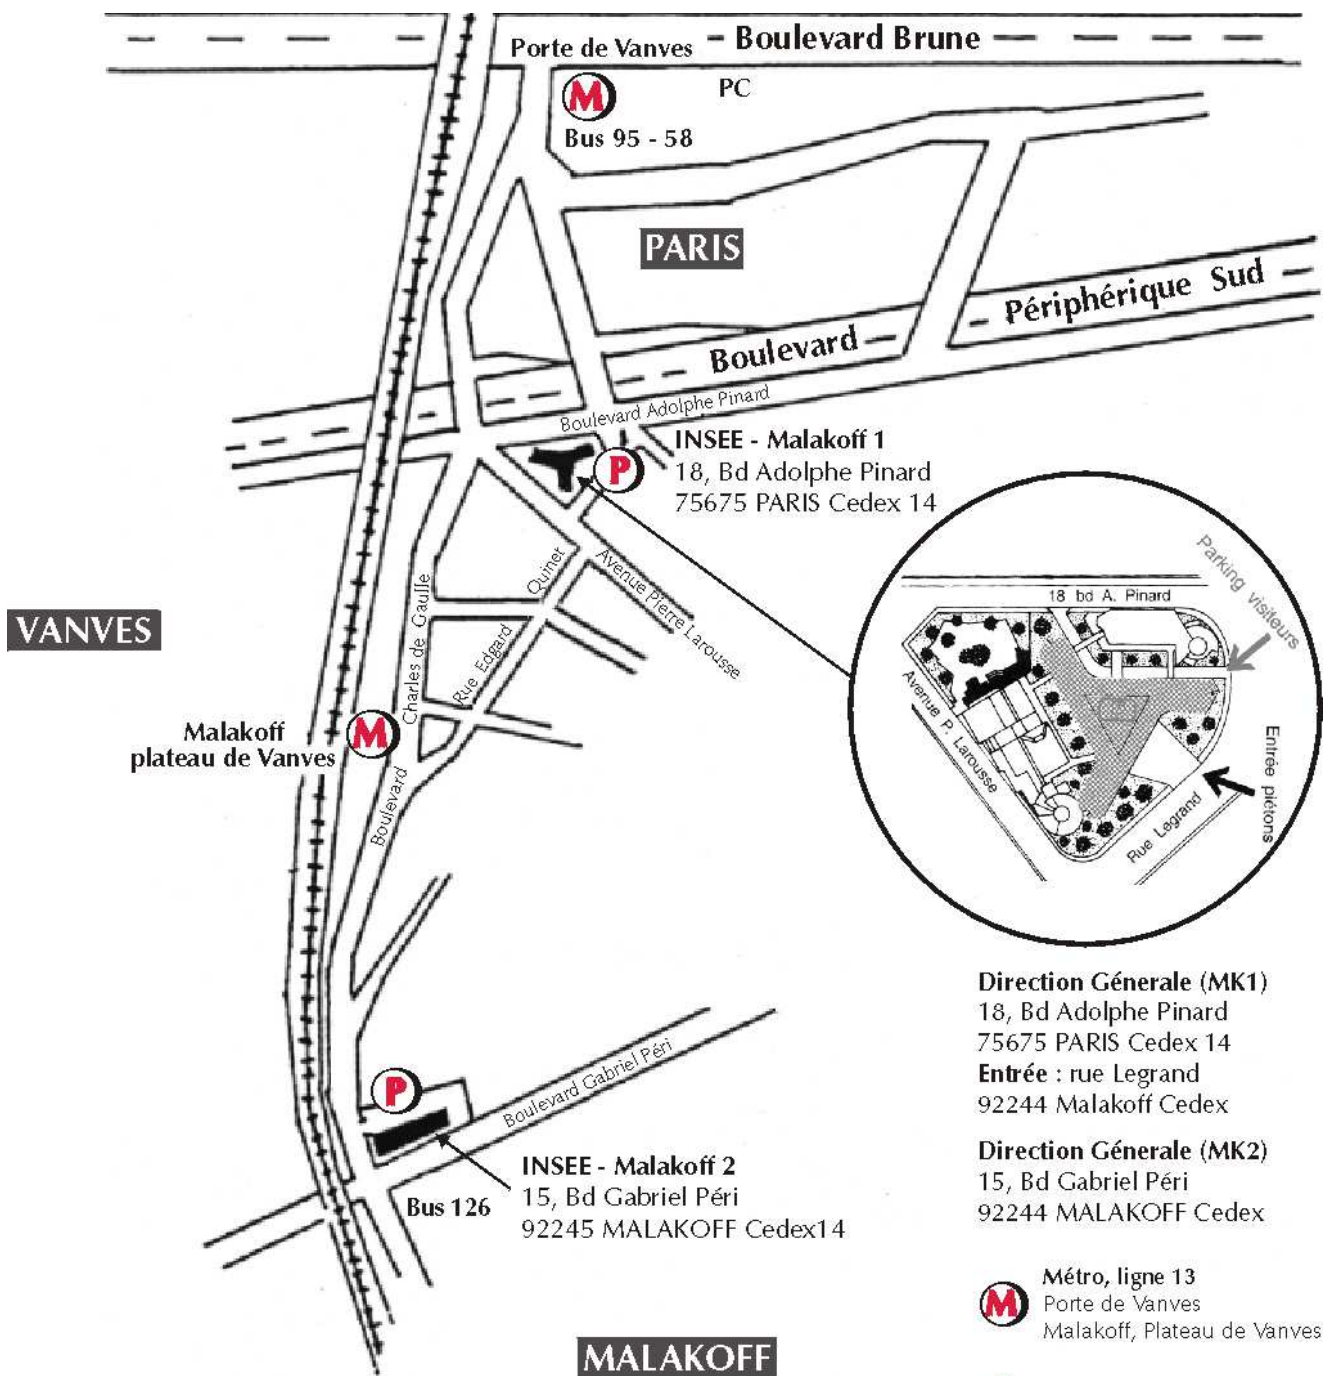 Porte de Vanves
Boulevard Brune
M
PC
Bus 95 - 58
PARIS
Périphérique Sud
Boulevard
Boulevard Adolphe Pinard
INSEE - Malakoff 1
18, Bd Adolphe Pinard
75675 PARIS Cedex 14
P
Quinet
Avenue Pierre Larousse
Rue Edgard
Charles de Gaulle
Boulevard
VANVES
Malakoff
plateau de Vanves
M
Parking visiteurs
18 bd A. Pinard
Avenue P. Larousse
Entrée piétons
Rue Legrand
Direction Génerale (MK1)
18, Bd Adolphe Pinard
75675 PARIS Cedex 14
Entrée : rue Legrand
92244 Malakoff Cedex
P
Boulevard Gabriel Péri
INSEE - Malakoff 2
15, Bd Gabriel Péri
92245 MALAKOFF Cedex14
Bus 126
Direction Génerale (MK2)
15, Bd Gabriel Péri
92244 MALAKOFF Cedex
M
Métro, ligne 13
Porte de Vanves
Malakoff, Plateau de Vanves
MALAKOFF